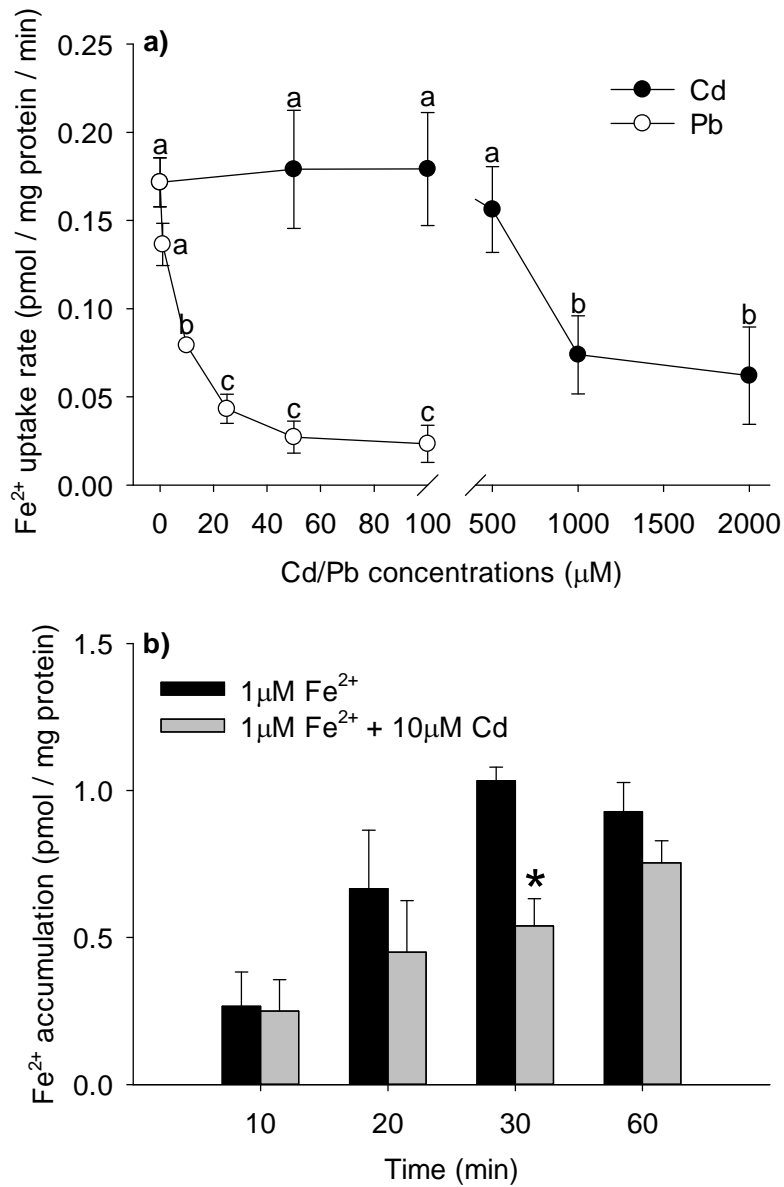 a)
Cd
Pb
0.25
0.20
0.15
0.10
0.05
0.00
Fe²⁺ uptake rate (pmol / mg protein / min)
a
a
a
a
a
b
b
b
c
c
c
0 20 40 60 80 100 500 1000 1500 2000
Cd/Pb concentrations (μM)
b)
1μM Fe²⁺
1μM Fe²⁺ + 10μM Cd
1.5
1.0
0.5
0.0
Fe²⁺ accumulation (pmol / mg protein)
*
10 20 30 60
Time (min)